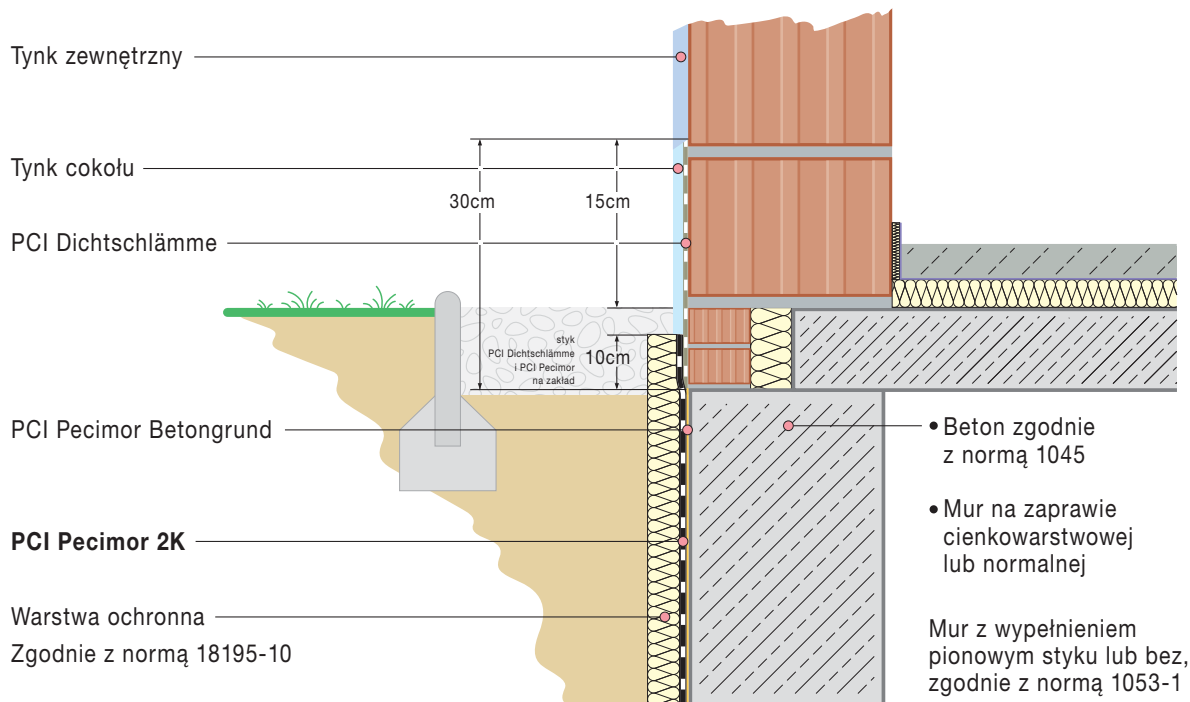 Tynk zewnętrzny
Tynk cokołu
30cm
15cm
PCI Dichtschlämme
styk
PCI Dichtschlämme
i PCI Pecimor
na zakład
10cm
PCI Pecimor Betongrund
PCI Pecimor 2K
Warstwa ochronna
Zgodnie z normą 18195-10
• Beton zgodnie
z normą 1045
• Mur na zaprawie
cienkowarstwowej
lub normalnej
Mur z wypełnieniem
pionowym styku lub bez,
zgodnie z normą 1053-1